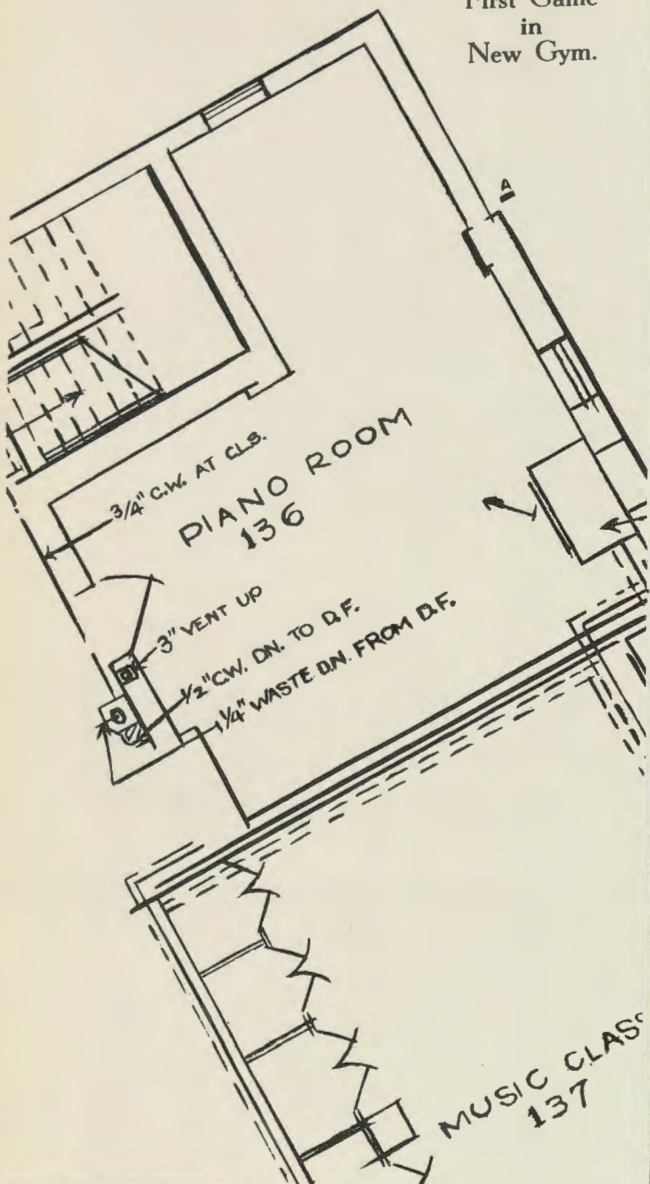 First Game
in
New Gym.
A
3/4" C.W. AT CLS.
PIANO ROOM
136
3" VENT UP
1/2" C.W. DN. TO D.F.
1/4" WASTE DN. FROM D.F.
MUSIC CLASS
137